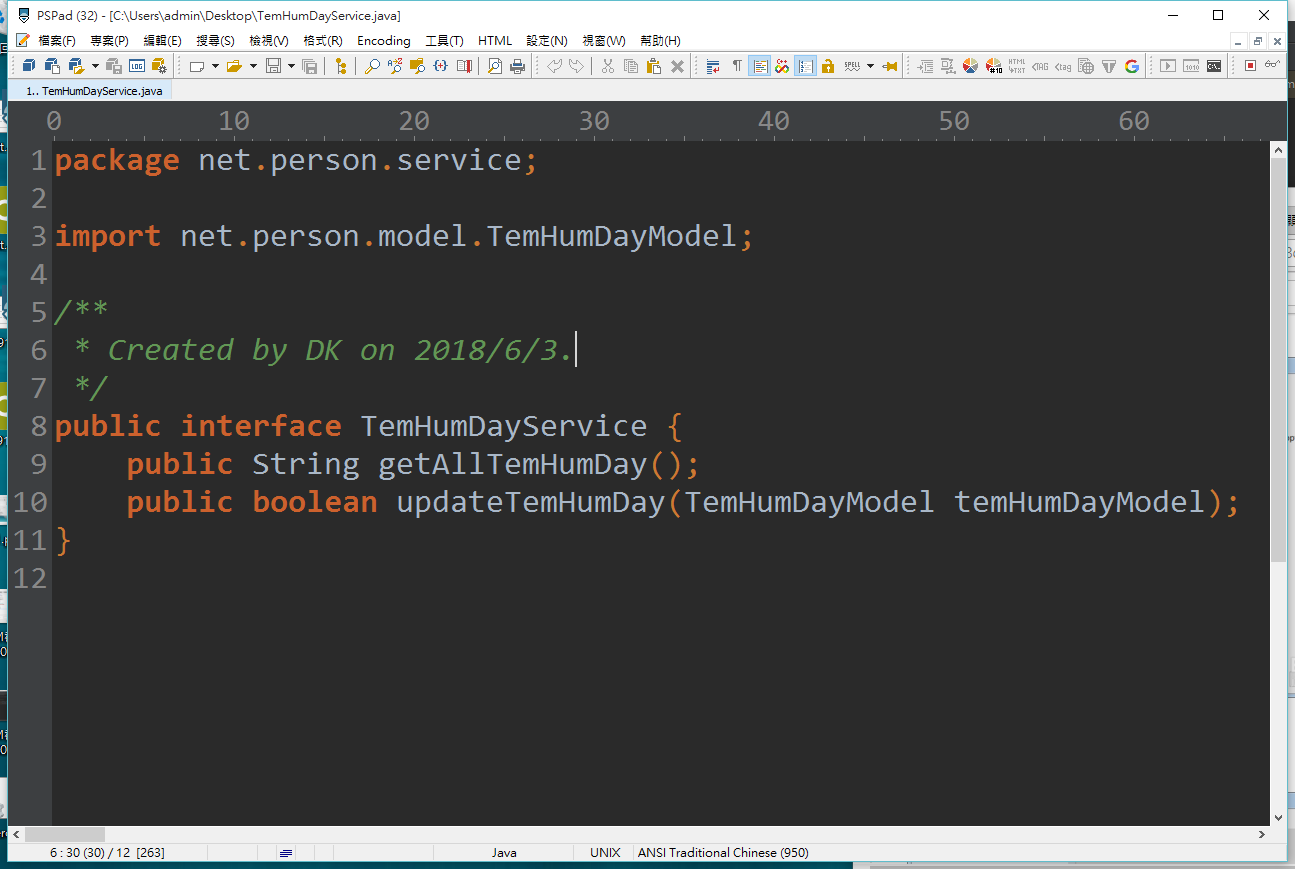 PSPad (32) - [C:\Users\admin\Desktop\TemHumDayService.java]
檔案(F) 專案(P) 編輯(E) 搜尋(S) 檢視(V) 格式(R) Encoding 工具(T) HTML 設定(N) 視窗(W) 幫助(H)
1.. TemHumDayService.java
0 10 20 30 40 50 60
1 package net.person.service;
2
3 import net.person.model.TemHumDayModel;
4
5 /**
6  * Created by DK on 2018/6/3.
7  */
8 public interface TemHumDayService {
9     public String getAllTemHumDay();
10     public boolean updateTemHumDay(TemHumDayModel temHumDayModel);
11 }
12
6 : 30 (30) / 12 [263] Java UNIX ANSI Traditional Chinese (950)